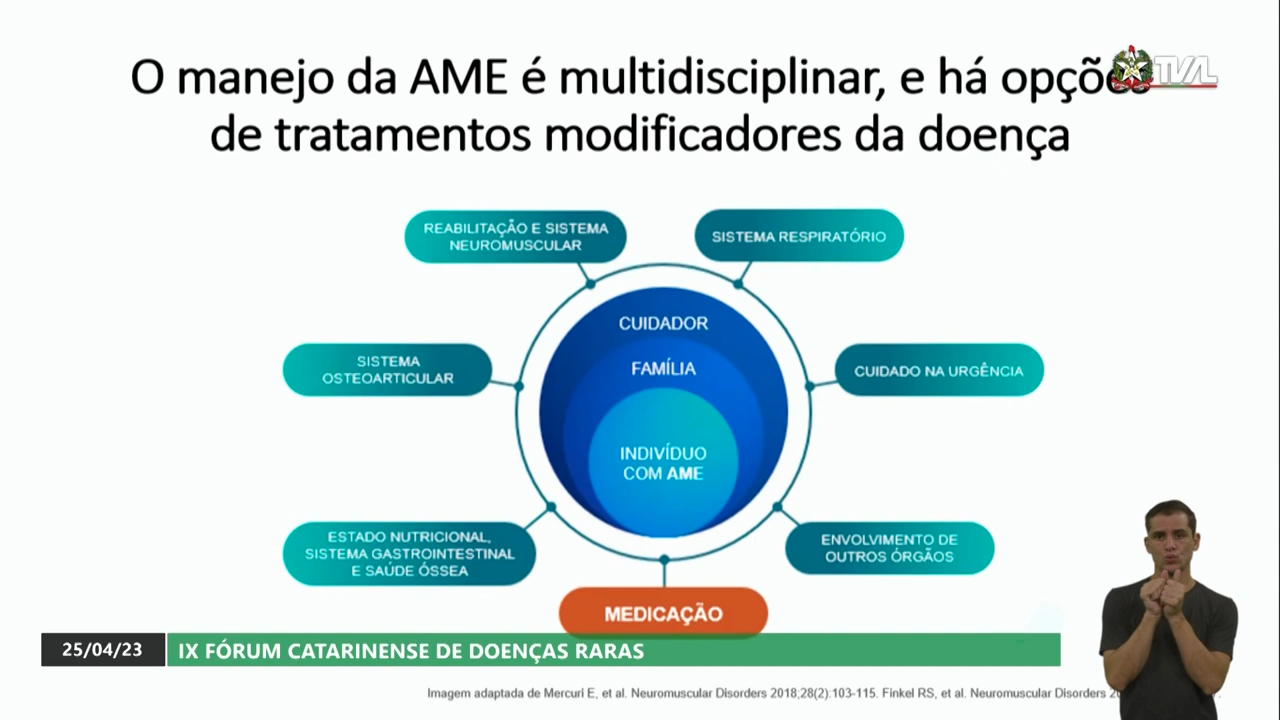 O manejo da AME é multidisciplinar, e há opções
de tratamentos modificadores da doença
TVAL
REABILITAÇÃO E SISTEMA
NEUROMUSCULAR
SISTEMA RESPIRATÓRIO
CUIDADOR
FAMÍLIA
SISTEMA
OSTEOARTICULAR
CUIDADO NA URGÊNCIA
INDIVÍDUO
COM AME
ESTADO NUTRICIONAL,
SISTEMA GASTROINTESTINAL
E SAÚDE ÓSSEA
ENVOLVIMENTO DE
OUTROS ÓRGÃOS
MEDICAÇÃO
25/04/23
IX FÓRUM CATARINENSE DE DOENÇAS RARAS
Imagem adaptada de Mercuri E, et al. Neuromuscular Disorders 2018;28(2):103-115. Finkel RS, et al. Neuromuscular Disorders